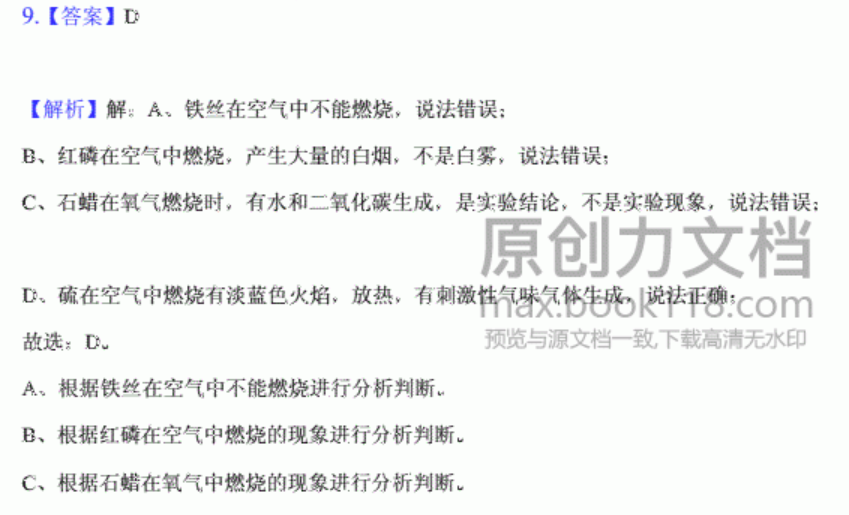 9.【答案】D
【解析】解:A、铁丝在空气中不能燃烧,说法错误;
B、红磷在空气中燃烧,产生大量的白烟,不是白雾,说法错误;
C、石蜡在氧气燃烧时,有水和二氧化碳生成,是实验结论,不是实验现象,说法错误;
原创力文档
D、硫在空气中燃烧有淡蓝色火焰,放热,有刺激性气味气体生成,说法正确;
max.book118.com
预览与源文档一致,下载高清无水印
故选:D。
A、根据铁丝在空气中不能燃烧进行分析判断。
B、根据红磷在空气中燃烧的现象进行分析判断。
C、根据石蜡在氧气中燃烧的现象进行分析判断。